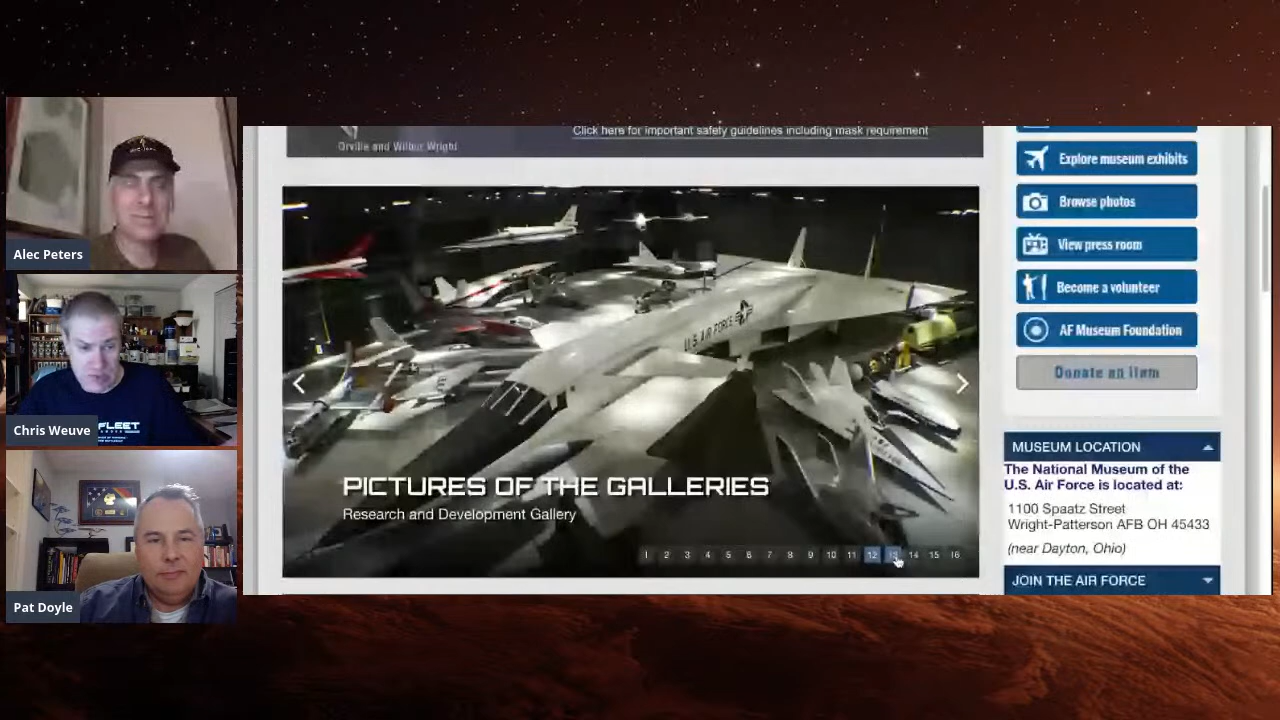 Alec Peters
Chris Weuve
FLEET
Pat Doyle
Click here for important safety guidelines including mask requirement
Orville and Wilbur Wright
U.S. AIR FORCE
PICTURES OF THE GALLERIES
Research and Development Gallery
1 2 3 4 5 6 7 8 9 10 11 12 13 14 15 16
Explore museum exhibits
Browse photos
View press room
Become a volunteer
AF Museum Foundation
Donate an item
MUSEUM LOCATION
The National Museum of the
U.S. Air Force is located at:
1100 Spaatz Street
Wright-Patterson AFB OH 45433
(near Dayton, Ohio)
JOIN THE AIR FORCE